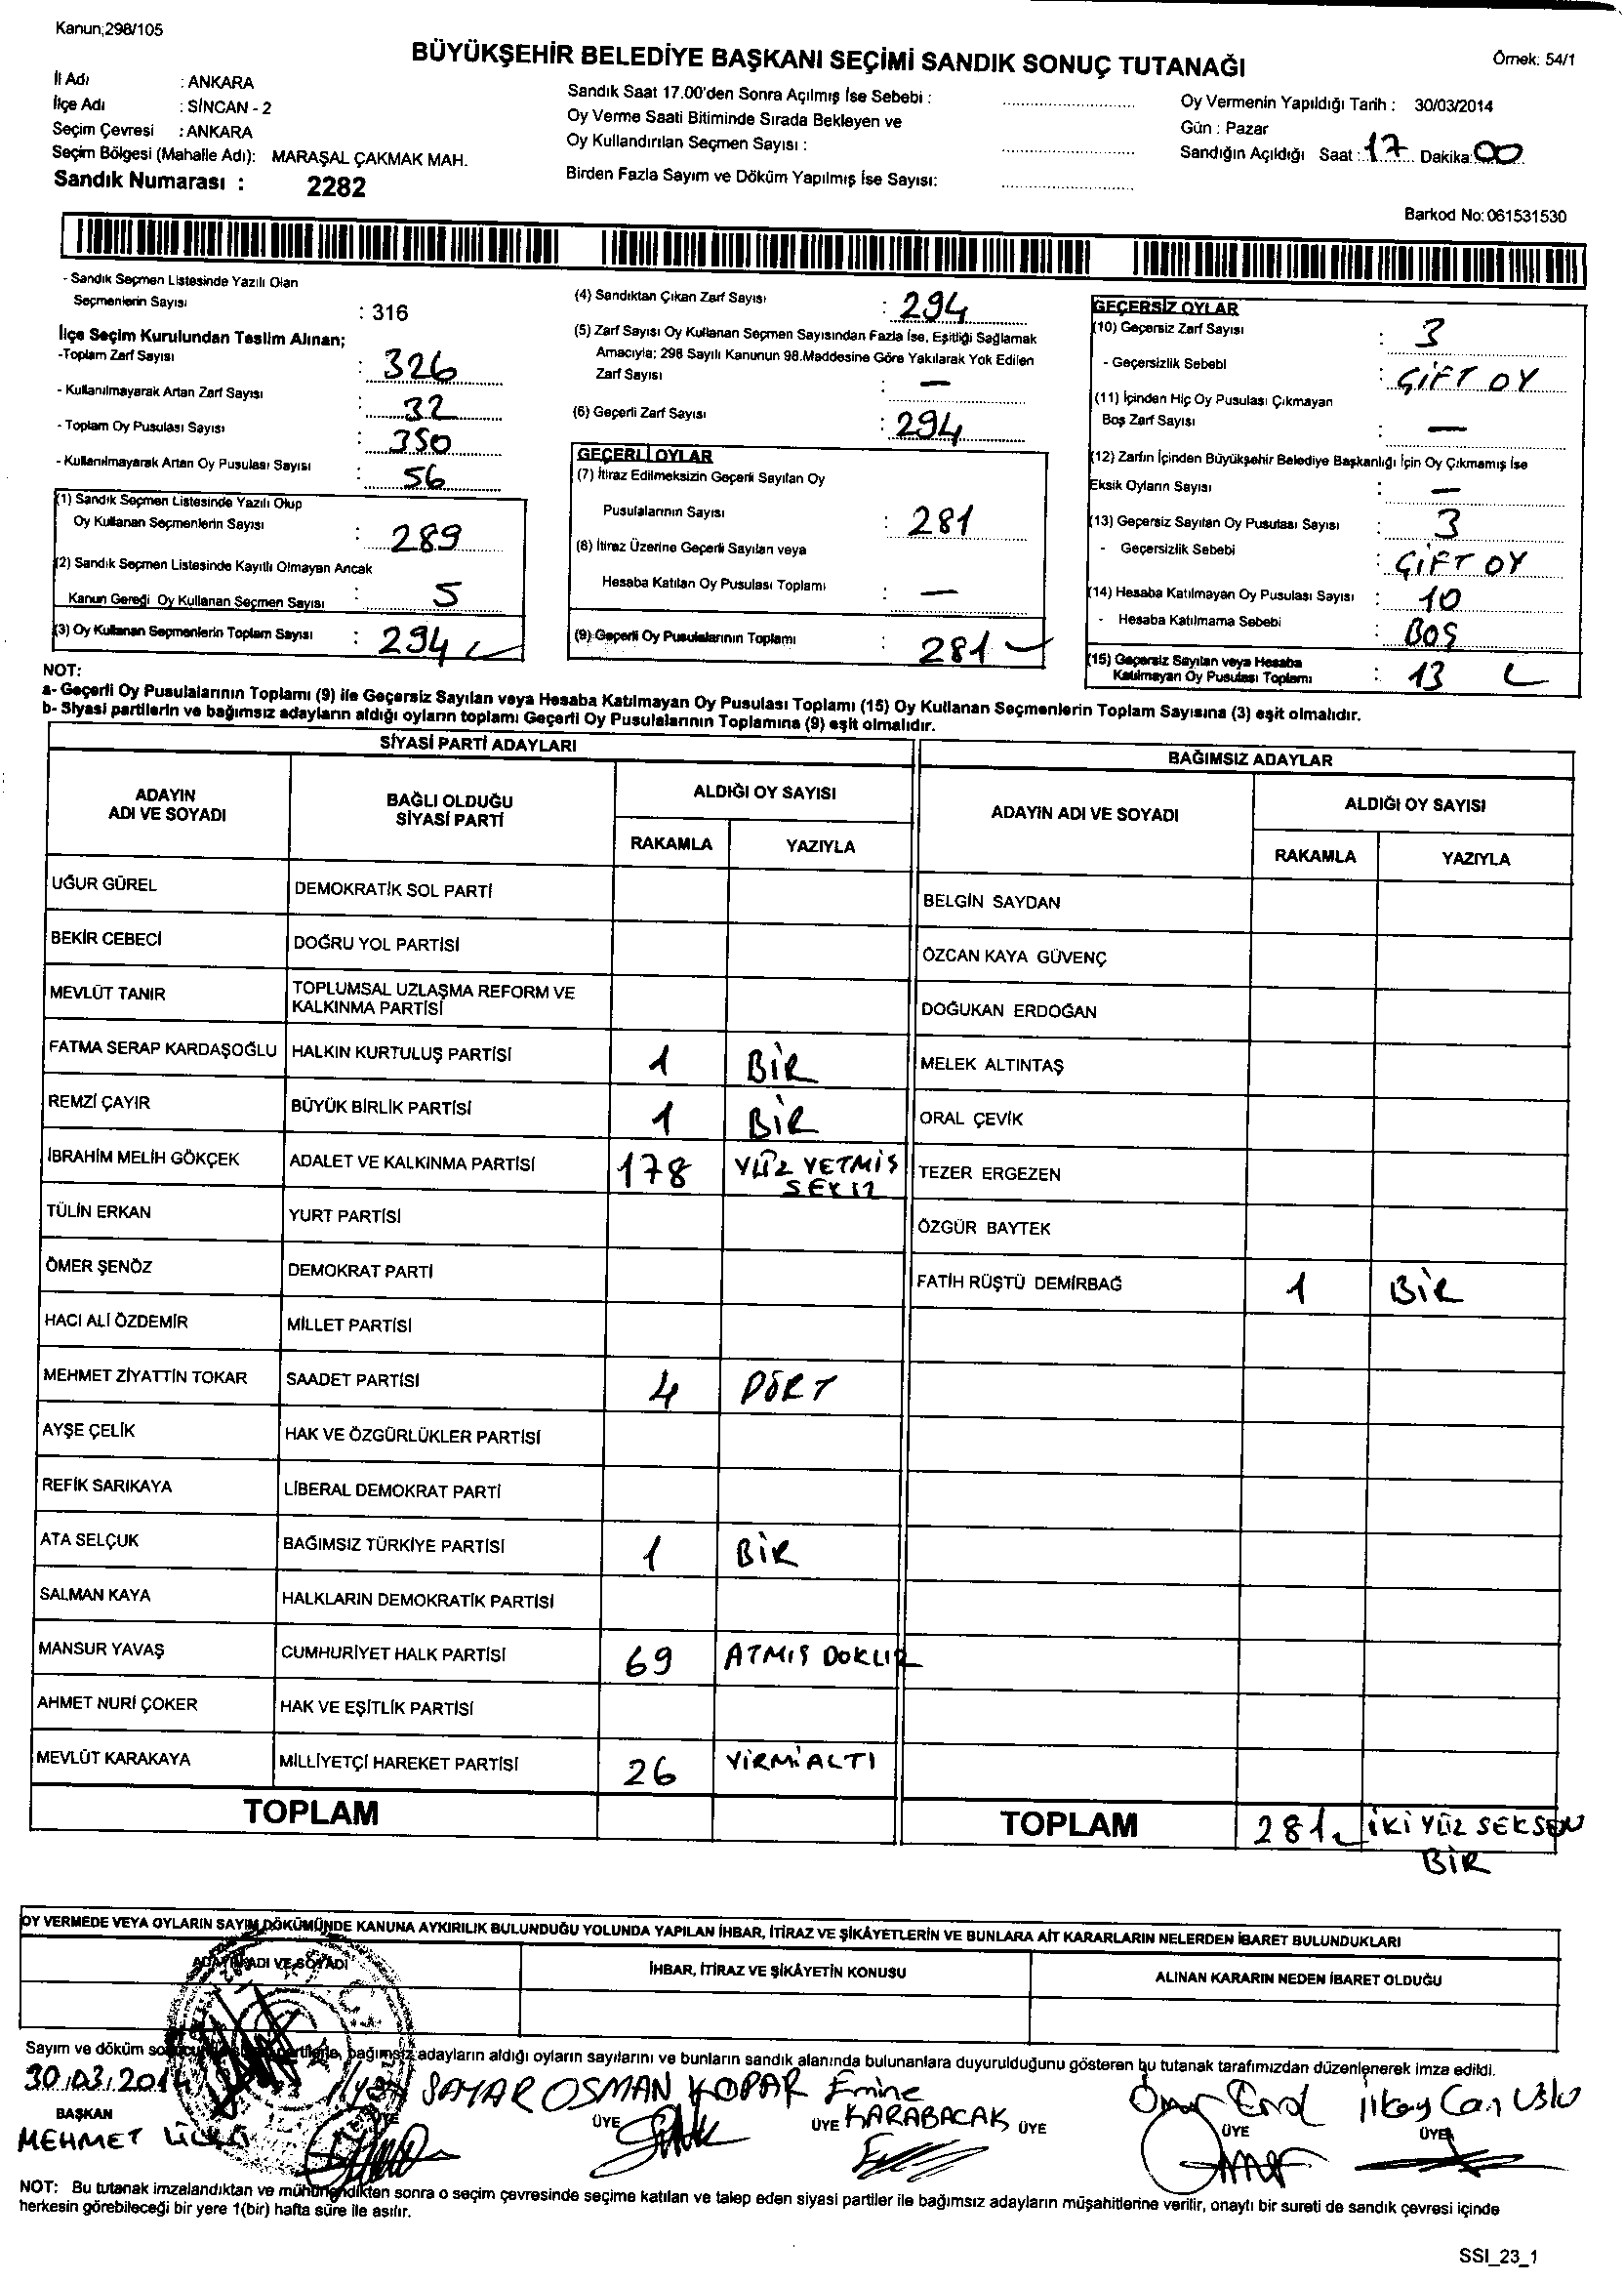 Kanun;298/105
BÜYÜKŞEHİR BELEDİYE BAŞKANI SEÇİMİ SANDIK SONUÇ TUTANAĞI
Örnek: 54/1
İl Adı : ANKARA
İlçe Adı : SİNCAN - 2
Seçim Çevresi : ANKARA
Seçim Bölgesi (Mahalle Adı): MARAŞAL ÇAKMAK MAH.
Sandık Numarası : 2282
Sandık Saat 17.00'den Sonra Açılmış İse Sebebi :
Oy Verme Saati Bitiminde Sırada Bekleyen ve
Oy Kullandırılan Seçmen Sayısı :
Birden Fazla Sayım ve Döküm Yapılmış İse Sayısı:
Oy Vermenin Yapıldığı Tarih : 30/03/2014
Gün : Pazar
Sandığın Açıldığı Saat : 17 Dakika: 00
Barkod No: 061531530
- Sandık Seçmen Listesinde Yazılı Olan
Seçmenlerin Sayısı : 316
İlçe Seçim Kurulundan Teslim Alınan;
-Toplam Zarf Sayısı : 326
- Kullanılmayarak Artan Zarf Sayısı : 32
- Toplam Oy Pusulası Sayısı : 350
- Kullanılmayarak Artan Oy Pusulası Sayısı : 56
(1) Sandık Seçmen Listesinde Yazılı Olup
Oy Kullanan Seçmenlerin Sayısı : 289
(2) Sandık Seçmen Listesinde Kayıtlı Olmayan Ancak
Kanun Gereği Oy Kullanan Seçmen Sayısı : 5
(3) Oy Kullanan Seçmenlerin Toplam Sayısı : 294
(4) Sandıktan Çıkan Zarf Sayısı : 294
(5) Zarf Sayısı Oy Kullanan Seçmen Sayısından Fazla İse, Eşitliği Sağlamak
Amacıyla; 298 Sayılı Kanunun 98.Maddesine Göre Yakılarak Yok Edilen
Zarf Sayısı : —
(6) Geçerli Zarf Sayısı : 294
GEÇERLİ OYLAR
(7) İtiraz Edilmeksizin Geçerli Sayılan Oy
Pusulalarının Sayısı : 281
(8) İtiraz Üzerine Geçerli Sayılan veya
Hesaba Katılan Oy Pusulası Toplamı : —
(9) Geçerli Oy Pusulalarının Toplamı : 281
GEÇERSİZ OYLAR
(10) Geçersiz Zarf Sayısı : 3
- Geçersizlik Sebebi : ÇİFT OY
(11) İçinden Hiç Oy Pusulası Çıkmayan
Boş Zarf Sayısı : —
(12) Zarfın İçinden Büyükşehir Belediye Başkanlığı İçin Oy Çıkmamış İse
Eksik Oyların Sayısı : —
(13) Geçersiz Sayılan Oy Pusulası Sayısı : 3
- Geçersizlik Sebebi : ÇİFT OY
(14) Hesaba Katılmayan Oy Pusulası Sayısı : 10
- Hesaba Katılmama Sebebi : BOŞ
(15) Geçersiz Sayılan veya Hesaba
Katılmayan Oy Pusulası Toplamı : 13
NOT:
a- Geçerli Oy Pusulalarının Toplamı (9) ile Geçersiz Sayılan veya Hesaba Katılmayan Oy Pusulası Toplamı (15) Oy Kullanan Seçmenlerin Toplam Sayısına (3) eşit olmalıdır.
b- Siyasi partilerin ve bağımsız adayların aldığı oyların toplamı Geçerli Oy Pusulalarının Toplamına (9) eşit olmalıdır.
SİYASİ PARTİ ADAYLARI
ADAYIN ADI VE SOYADI BAĞLI OLDUĞU SİYASİ PARTİ ALDIĞI OY SAYISI
RAKAMLA YAZIYLA
UĞUR GÜREL DEMOKRATİK SOL PARTİ
BEKİR CEBECİ DOĞRU YOL PARTİSİ
MEVLÜT TANIR TOPLUMSAL UZLAŞMA REFORM VE
KALKINMA PARTİSİ
FATMA SERAP KARDAŞOĞLU HALKIN KURTULUŞ PARTİSİ 1 BİR
REMZİ ÇAYIR BÜYÜK BİRLİK PARTİSİ 1 BİR
İBRAHİM MELİH GÖKÇEK ADALET VE KALKINMA PARTİSİ 178 YÜZ YETMİŞ
SEKİZ
TÜLİN ERKAN YURT PARTİSİ
ÖMER ŞENÖZ DEMOKRAT PARTİ
HACI ALİ ÖZDEMİR MİLLET PARTİSİ
MEHMET ZİYATTİN TOKAR SAADET PARTİSİ 4 DÖRT
AYŞE ÇELİK HAK VE ÖZGÜRLÜKLER PARTİSİ
REFİK SARIKAYA LİBERAL DEMOKRAT PARTİ
ATA SELÇUK BAĞIMSIZ TÜRKİYE PARTİSİ 1 BİR
SALMAN KAYA HALKLARIN DEMOKRATİK PARTİSİ
MANSUR YAVAŞ CUMHURİYET HALK PARTİSİ 69 ATMIŞ DOKUZ
AHMET NURİ ÇOKER HAK VE EŞİTLİK PARTİSİ
MEVLÜT KARAKAYA MİLLİYETÇİ HAREKET PARTİSİ 26 YİRMİ ALTI
TOPLAM
BAĞIMSIZ ADAYLAR
ADAYIN ADI VE SOYADI ALDIĞI OY SAYISI
RAKAMLA YAZIYLA
BELGİN SAYDAN
ÖZCAN KAYA GÜVENÇ
DOĞUKAN ERDOĞAN
MELEK ALTINTAŞ
ORAL ÇEVİK
TEZER ERGEZEN
ÖZGÜR BAYTEK
FATİH RÜŞTÜ DEMİRBAĞ 1 BİR
TOPLAM 281 İKİ YÜZ SEKSEN
BİR
OY VERMEDE VEYA OYLARIN SAYIM DÖKÜMÜNDE KANUNA AYKIRILIK BULUNDUĞU YOLUNDA YAPILAN İHBAR, İTİRAZ VE ŞİKÂYETLERİN VE BUNLARA AİT KARARLARIN NELERDEN İBARET BULUNDUKLARI
ADAYIN ADI VE SOYADI İHBAR, İTİRAZ VE ŞİKÂYETİN KONUSU ALINAN KARARIN NEDEN İBARET OLDUĞU
Sayım ve döküm bağımsız adayların aldığı oyların sayılarını ve bunların sandık alanında bulunanlara duyurulduğunu gösteren bu tutanak tarafımızdan düzenlenerek imza edildi.
30.03.2014 SAYAR OSMAN KOPAR Emine Ömer Erol İlkay Can Uslu
BAŞKAN ÜYE ÜYE KARABACAK ÜYE ÜYE ÜYE
MEHMET
NOT: Bu tutanak imzalandıktan ve mühürlendikten sonra o seçim çevresinde seçime katılan ve talep eden siyasi partiler ile bağımsız adayların müşahitlerine verilir, onaylı bir sureti de sandık çevresi içinde
herkesin görebileceği bir yere 1(bir) hafta süre ile asılır.
SSI_23_1